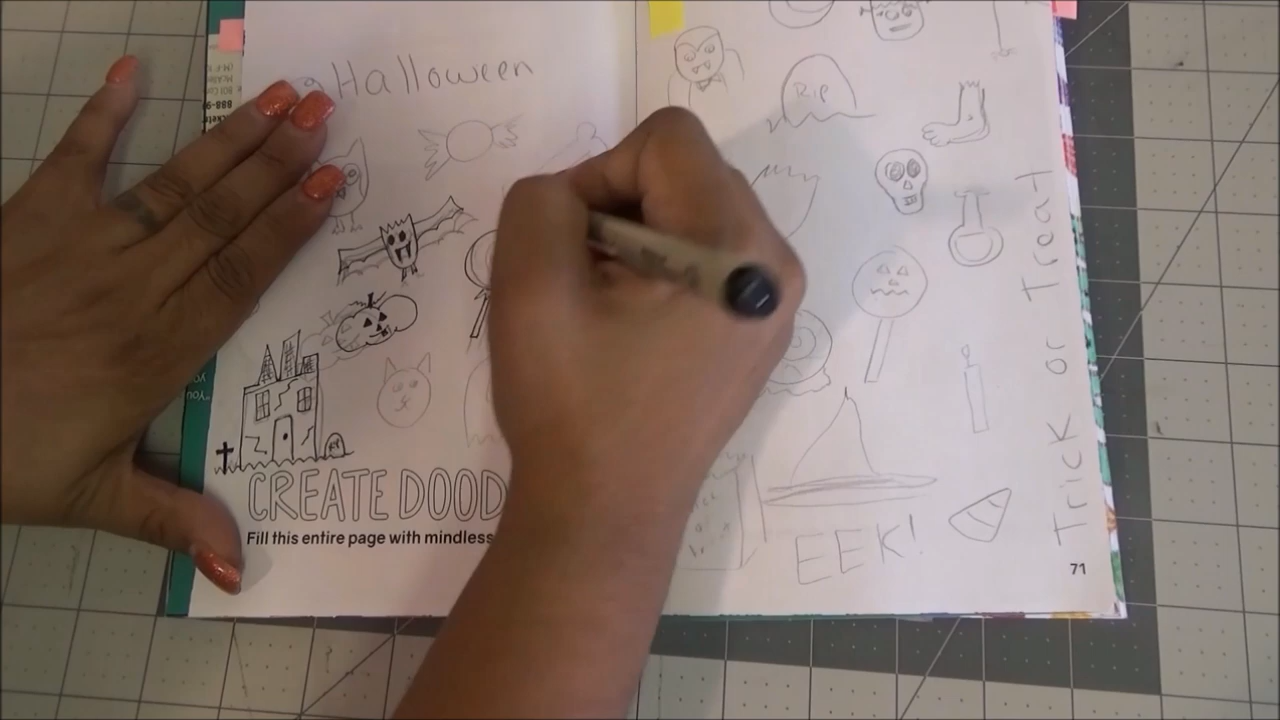 Halloween
RIP
CREATE DOOD
Fill this entire page with mindless
EEK!
Trick or Treat
71